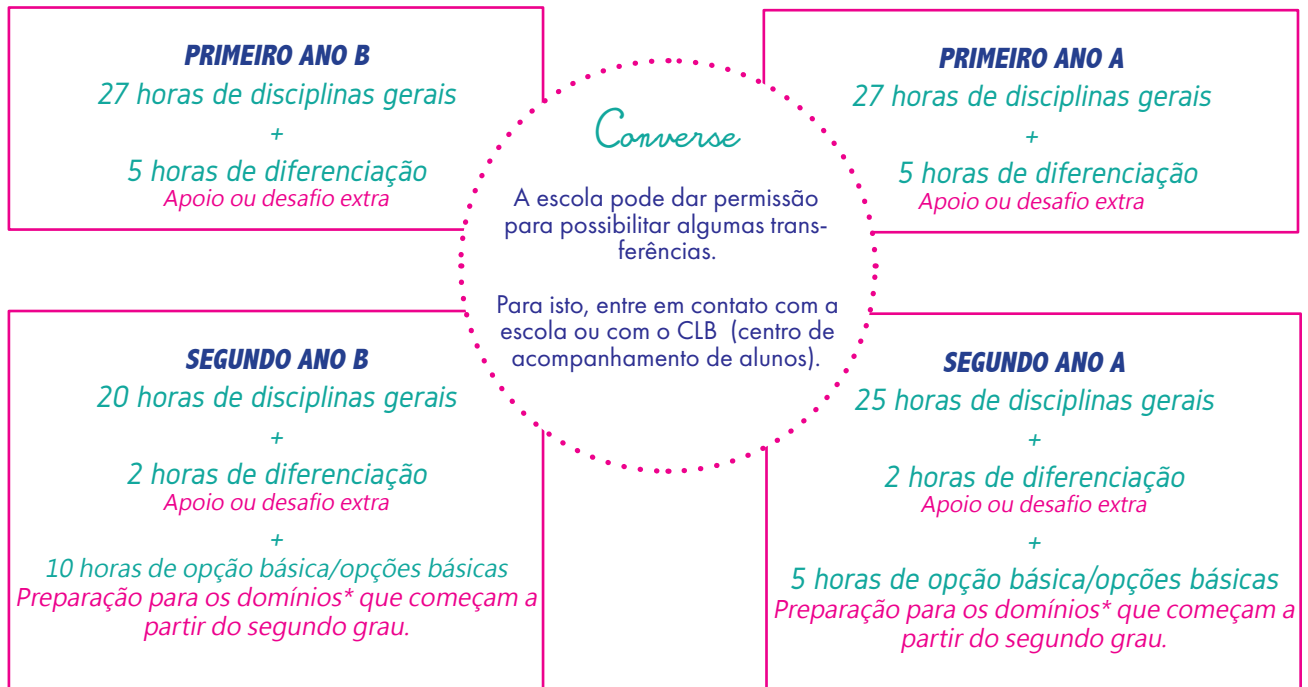 PRIMEIRO ANO B
27 horas de disciplinas gerais
+
5 horas de diferenciação
Apoio ou desafio extra
PRIMEIRO ANO A
27 horas de disciplinas gerais
+
5 horas de diferenciação
Apoio ou desafio extra
Converse
A escola pode dar permissão
para possibilitar algumas trans-
ferências.
Para isto, entre em contato com a
escola ou com o CLB (centro de
acompanhamento de alunos).
SEGUNDO ANO B
20 horas de disciplinas gerais
+
2 horas de diferenciação
Apoio ou desafio extra
+
10 horas de opção básica/opções básicas
Preparação para os domínios* que começam a
partir do segundo grau.
SEGUNDO ANO A
25 horas de disciplinas gerais
+
2 horas de diferenciação
Apoio ou desafio extra
+
5 horas de opção básica/opções básicas
Preparação para os domínios* que começam a
partir do segundo grau.